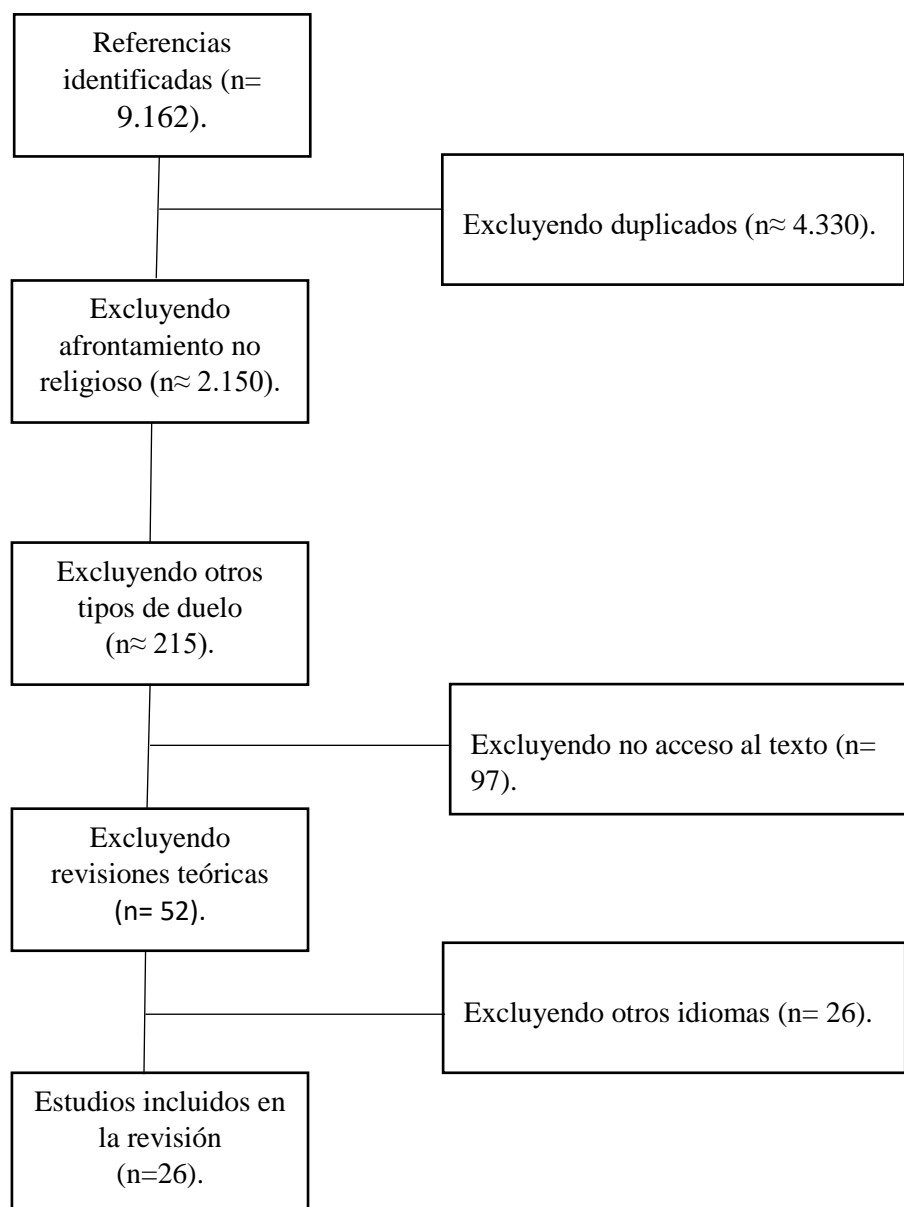 Referencias
identificadas (n=
9.162).
Excluyendo duplicados (n≈ 4.330).
Excluyendo
afrontamiento no
religioso (n≈ 2.150).
Excluyendo otros
tipos de duelo
(n≈ 215).
Excluyendo no acceso al texto (n=
97).
Excluyendo
revisiones teóricas
(n= 52).
Excluyendo otros idiomas (n= 26).
Estudios incluidos en
la revisión
(n=26).